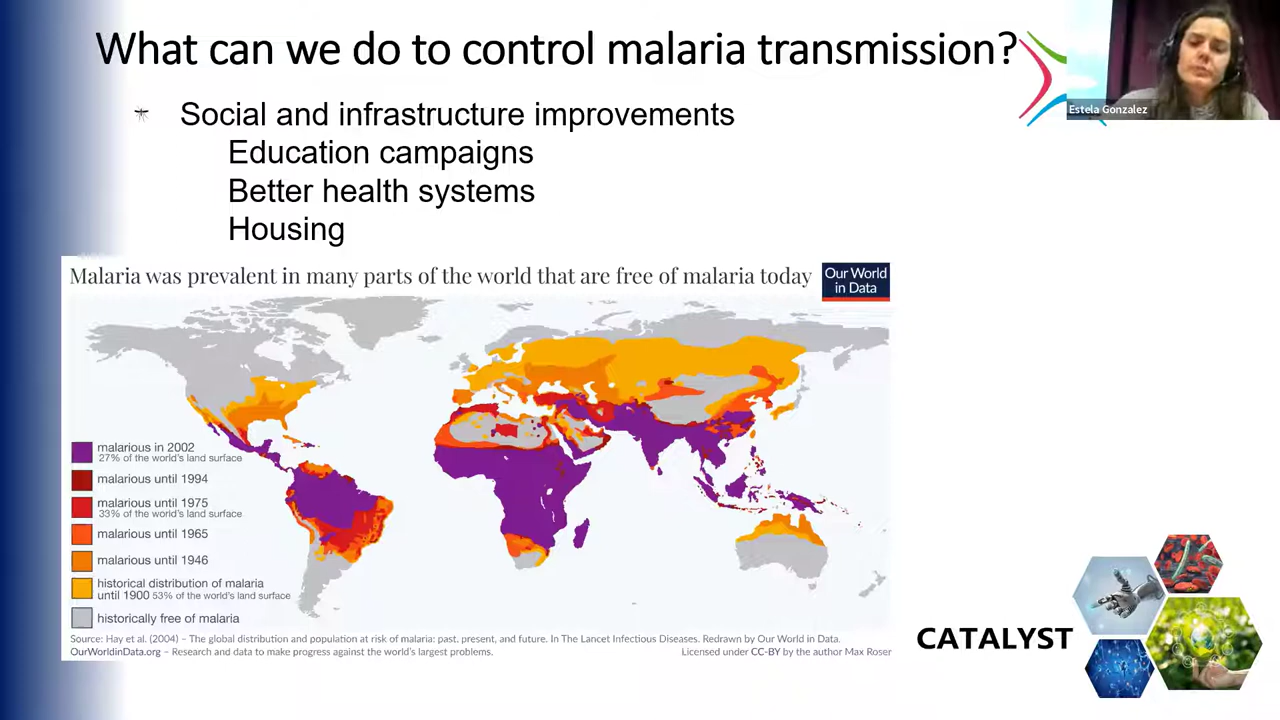 What can we do to control malaria transmission?
Estela Gonzalez
Social and infrastructure improvements
Education campaigns
Better health systems
Housing
Malaria was prevalent in many parts of the world that are free of malaria today
Our World
in Data
malarious in 2002
27% of the world's land surface
malarious until 1994
malarious until 1975
33% of the world's land surface
malarious until 1965
malarious until 1946
historical distribution of malaria
until 1900 53% of the world's land surface
historically free of malaria
Source: Hay et al. (2004) – The global distribution and population at risk of malaria: past, present, and future. In The Lancet Infectious Diseases. Redrawn by Our World in Data.
OurWorldinData.org – Research and data to make progress against the world's largest problems.
Licensed under CC-BY by the author Max Roser
CATALYST